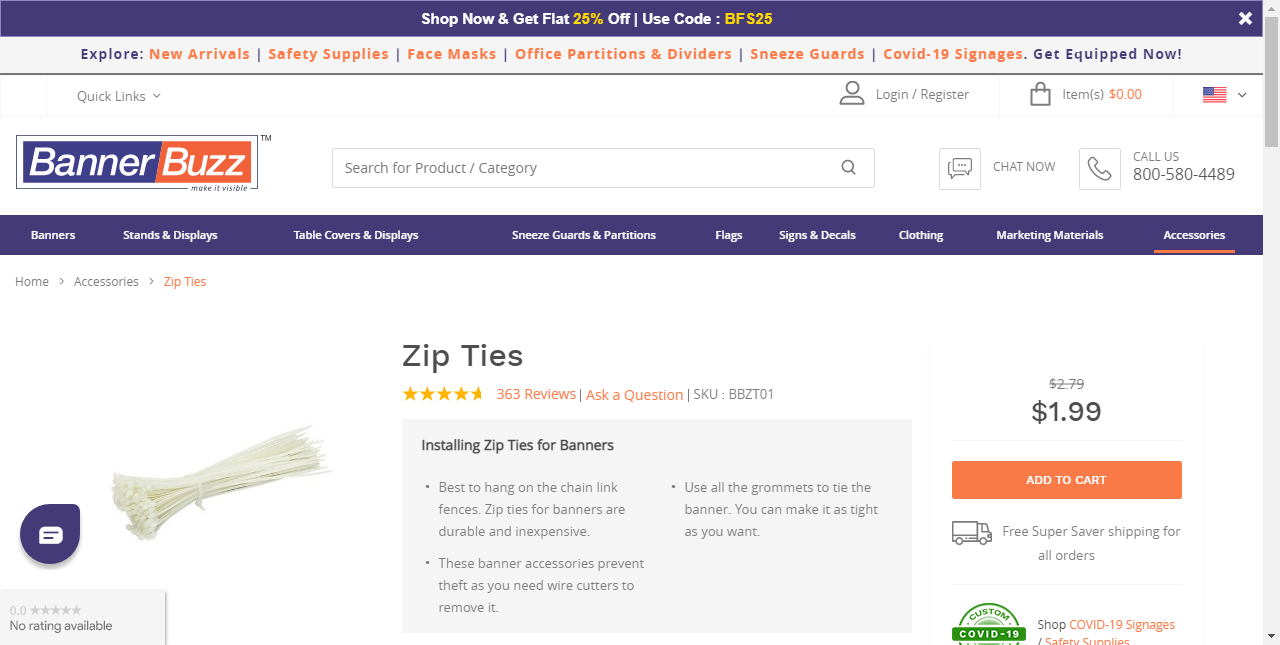 Shop Now & Get Flat 25% Off | Use Code : BFS25
Explore: New Arrivals | Safety Supplies | Face Masks | Office Partitions & Dividers | Sneeze Guards | Covid-19 Signages. Get Equipped Now!
Quick Links
Login / Register
Item(s) $0.00
BannerBuzz™
make it visible
Search for Product / Category
CHAT NOW
CALL US
800-580-4489
Banners Stands & Displays Table Covers & Displays Sneeze Guards & Partitions Flags Signs & Decals Clothing Marketing Materials Accessories
Home > Accessories > Zip Ties
Zip Ties
363 Reviews | Ask a Question | SKU : BBZT01
Installing Zip Ties for Banners
• Best to hang on the chain link
fences. Zip ties for banners are
durable and inexpensive.
• These banner accessories prevent
theft as you need wire cutters to
remove it.
• Use all the grommets to tie the
banner. You can make it as tight
as you want.
$2.79
$1.99
ADD TO CART
Free Super Saver shipping for
all orders
CUSTOM
COVID-19
Shop COVID-19 Signages
/ Safety Supplies
0.0 ★★★★★
No rating available